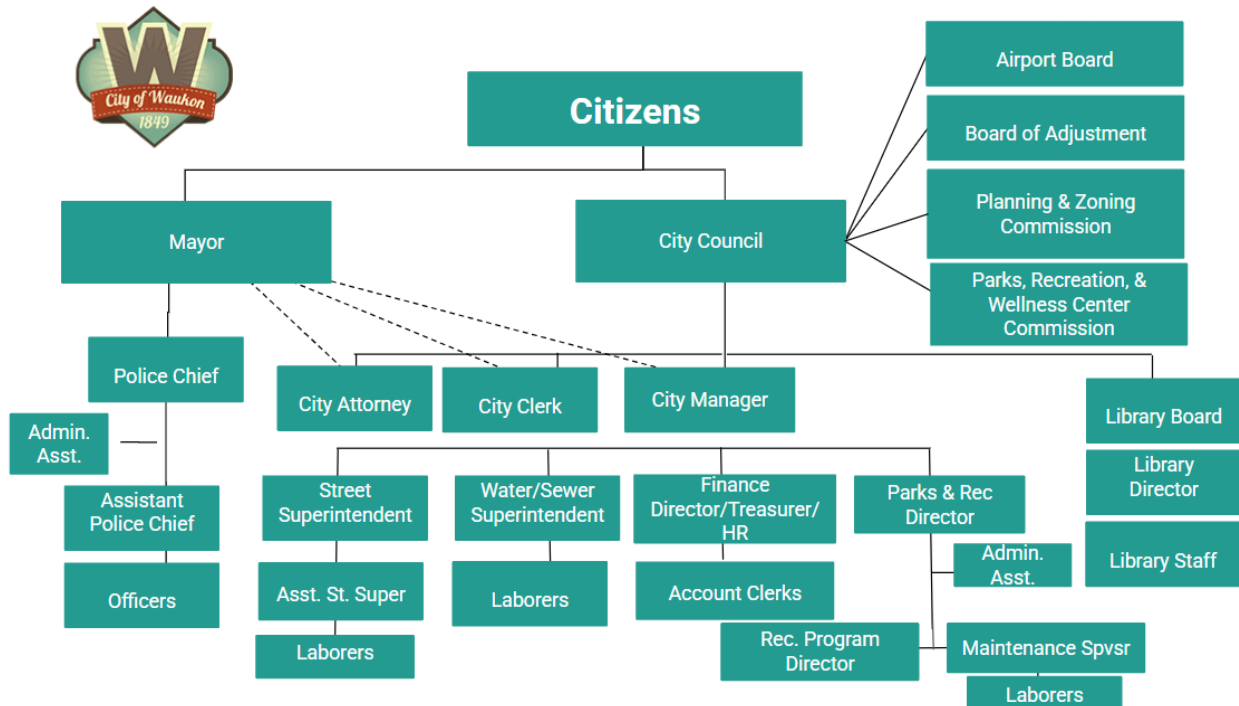 W
City of Waukon
1849
Citizens
Airport Board
Board of Adjustment
Planning & Zoning
Commission
Parks, Recreation, &
Wellness Center
Commission
Mayor
City Council
Police Chief
City Attorney
City Clerk
City Manager
Library Board
Admin.
Asst.
Assistant
Police Chief
Officers
Street
Superintendent
Asst. St. Super
Laborers
Water/Sewer
Superintendent
Laborers
Finance
Director/Treasurer/
HR
Account Clerks
Parks & Rec
Director
Admin.
Asst.
Rec. Program
Director
Maintenance Spvsr
Laborers
Library
Director
Library Staff